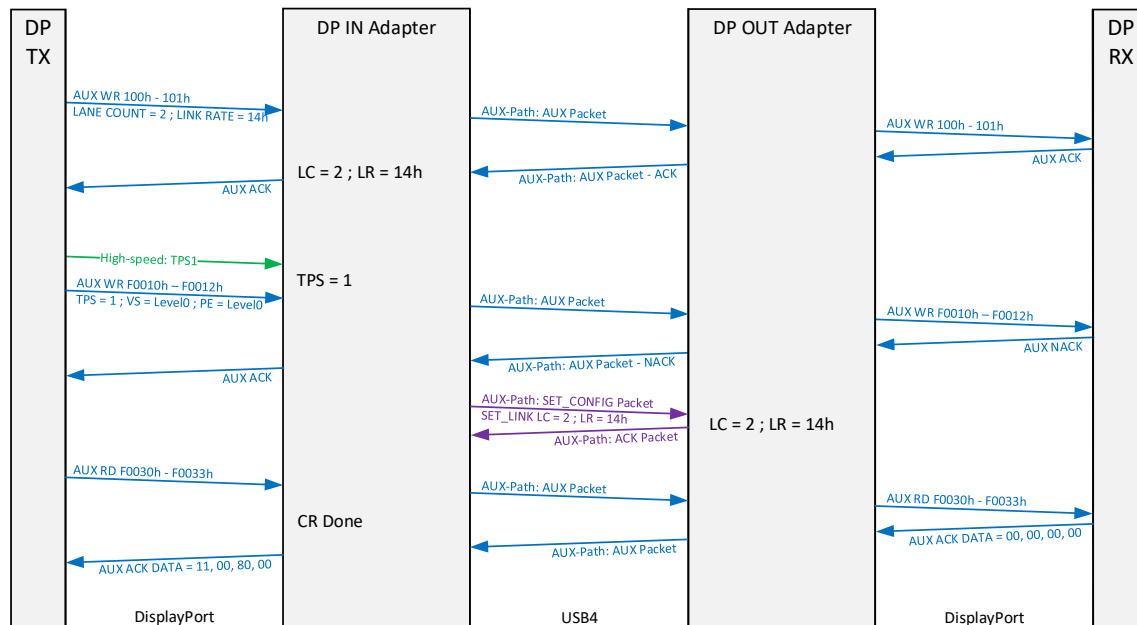 DP
TX
DP IN Adapter
DP OUT Adapter
DP
RX
AUX WR 100h - 101h
LANE COUNT = 2 ; LINK RATE = 14h
AUX-Path: AUX Packet
AUX WR 100h - 101h
AUX ACK
AUX-Path: AUX Packet - ACK
LC = 2 ; LR = 14h
AUX ACK
High-speed: TPS1
TPS = 1
AUX WR F0010h – F0012h
TPS = 1 ; VS = Level0 ; PE = Level0
AUX-Path: AUX Packet
AUX WR F0010h – F0012h
AUX NACK
AUX-Path: AUX Packet - NACK
AUX ACK
AUX-Path: SET_CONFIG Packet
SET_LINK LC = 2 ; LR = 14h
LC = 2 ; LR = 14h
AUX-Path: ACK Packet
AUX RD F0030h - F0033h
AUX-Path: AUX Packet
AUX RD F0030h - F0033h
CR Done
AUX ACK DATA = 00, 00, 00, 00
AUX-Path: AUX Packet
AUX ACK DATA = 11, 00, 80, 00
DisplayPort
USB4
DisplayPort